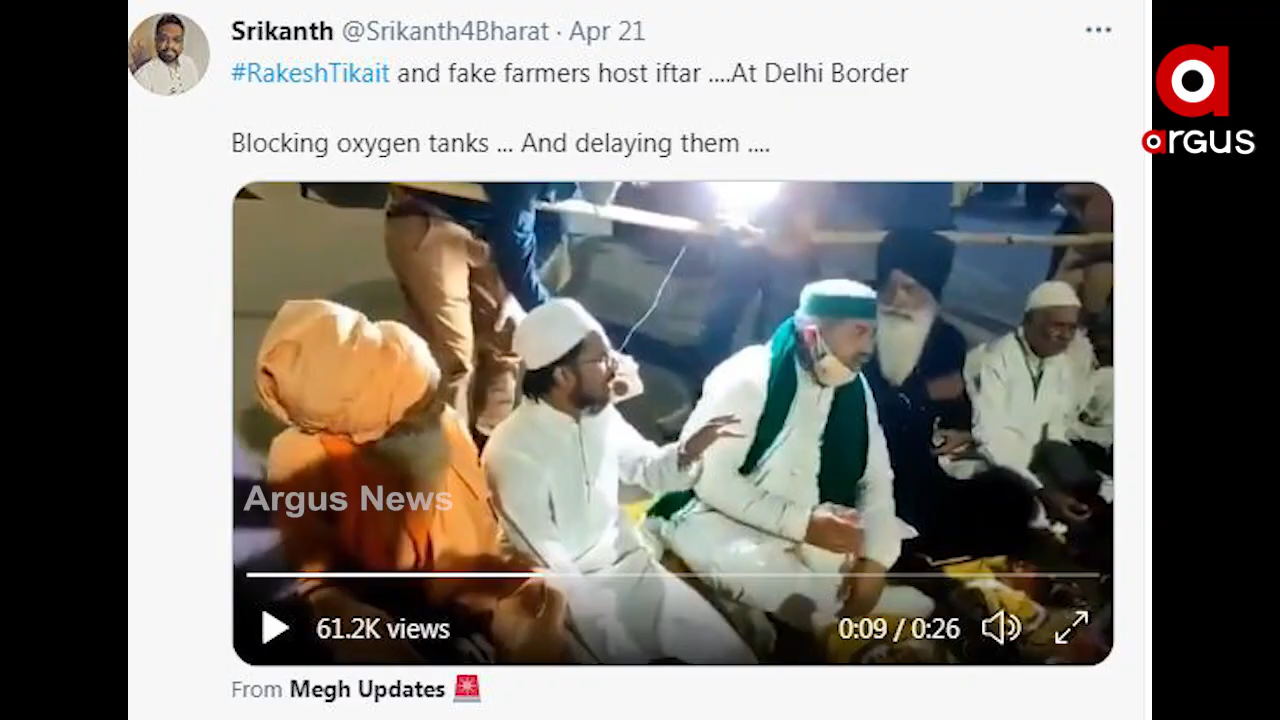 Srikanth @Srikanth4Bharat · Apr 21
#RakeshTikait and fake farmers host iftar ....At Delhi Border
Blocking oxygen tanks ... And delaying them ....
argus
Argus News
61.2K views
0:09 / 0:26
From Megh Updates 🚨